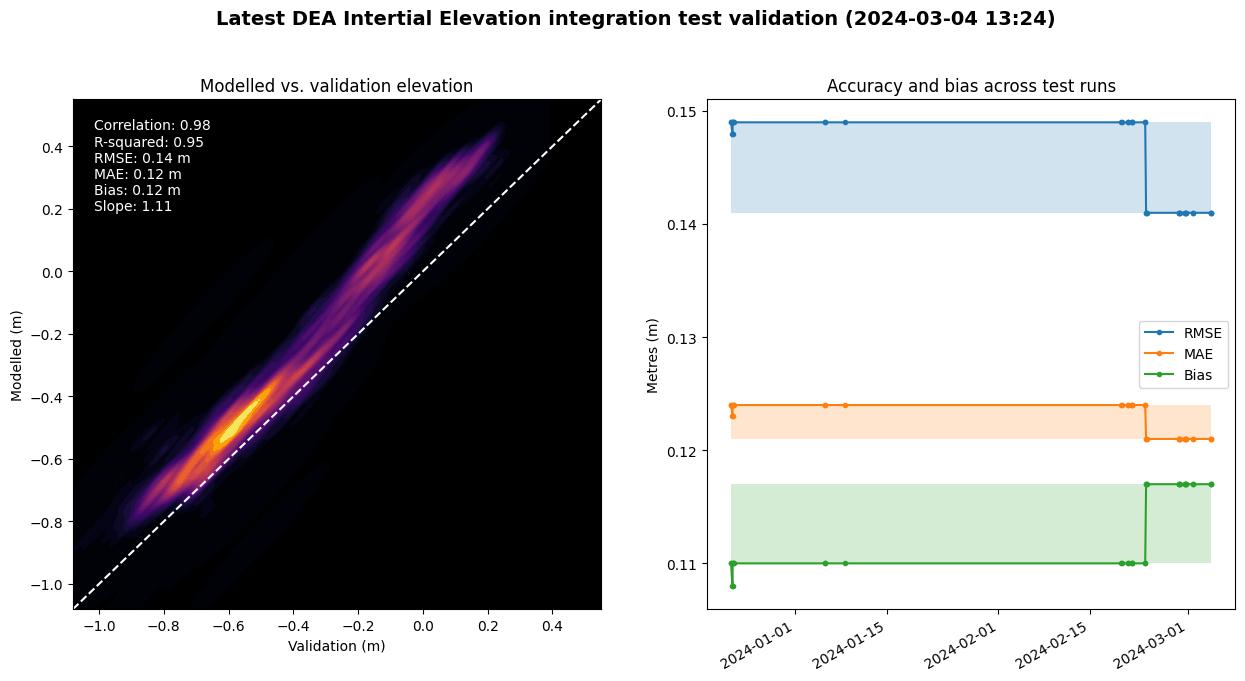 Latest DEA Intertial Elevation integration test validation (2024-03-04 13:24)
Modelled vs. validation elevation
Correlation: 0.98
R-squared: 0.95
RMSE: 0.14 m
MAE: 0.12 m
Bias: 0.12 m
Slope: 1.11
0.4
0.2
0.0
−0.2
−0.4
−0.6
−0.8
−1.0
Modelled (m)
−1.0 −0.8 −0.6 −0.4 −0.2 0.0 0.2 0.4
Validation (m)
Accuracy and bias across test runs
0.15
0.14
0.13
0.12
0.11
Metres (m)
RMSE
MAE
Bias
2024-01-01
2024-01-15
2024-02-01
2024-02-15
2024-03-01